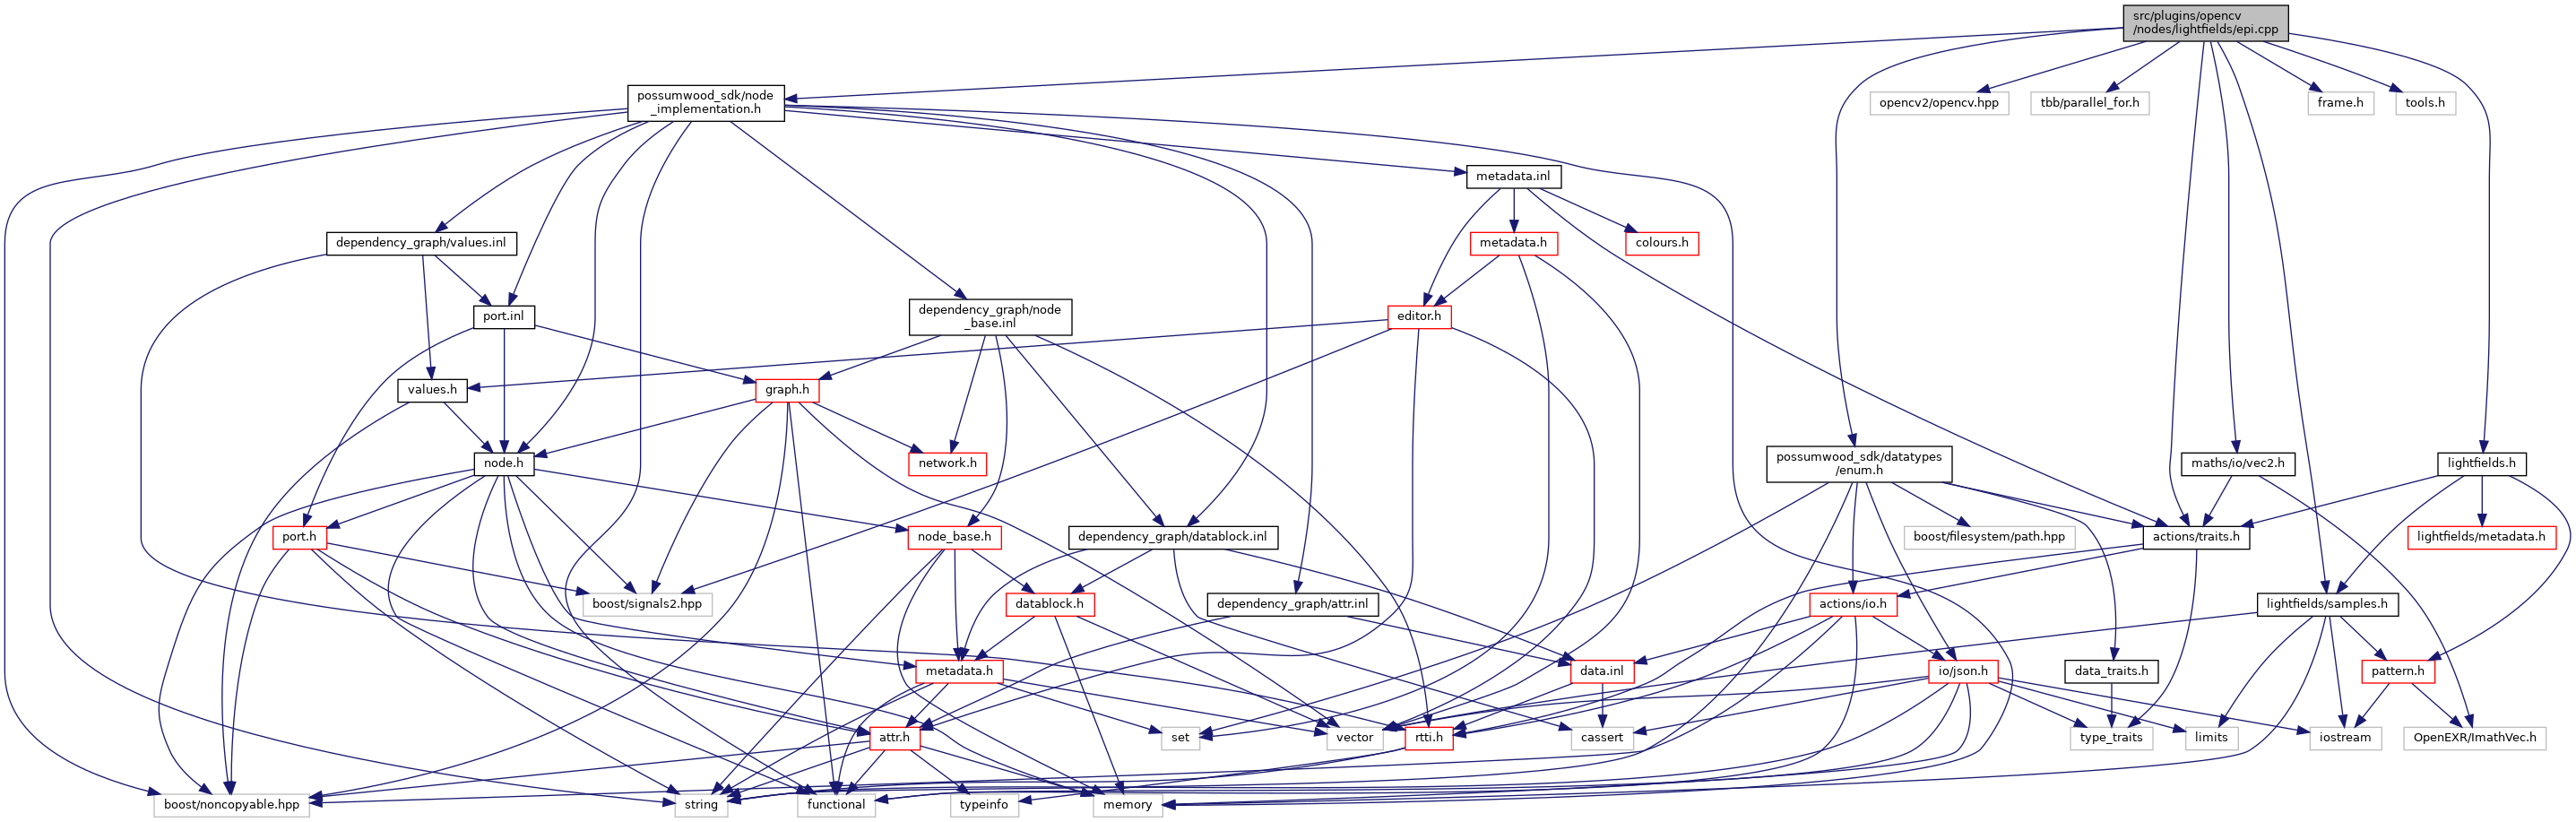 src/plugins/opencv
/nodes/lightfields/epi.cpp
possumwood_sdk/node
_implementation.h
opencv2/opencv.hpp
tbb/parallel_for.h
frame.h
tools.h
metadata.inl
dependency_graph/values.inl
metadata.h
colours.h
port.inl
dependency_graph/node
_base.inl
editor.h
values.h
graph.h
node.h
network.h
possumwood_sdk/datatypes
/enum.h
maths/io/vec2.h
lightfields.h
port.h
node_base.h
dependency_graph/datablock.inl
boost/filesystem/path.hpp
actions/traits.h
lightfields/metadata.h
boost/signals2.hpp
datablock.h
dependency_graph/attr.inl
actions/io.h
lightfields/samples.h
metadata.h
data.inl
io/json.h
data_traits.h
pattern.h
attr.h
set
vector
rtti.h
cassert
type_traits
limits
iostream
OpenEXR/ImathVec.h
boost/noncopyable.hpp
string
functional
typeinfo
memory